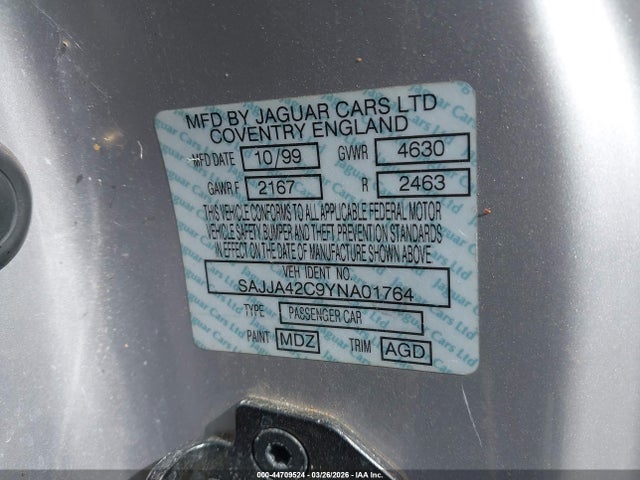 MFD BY JAGUAR CARS LTD
COVENTRY ENGLAND
MFD DATE 10/99 GVWR 4630
GAWR F 2167 R 2463
THIS VEHICLE CONFORMS TO ALL APPLICABLE FEDERAL MOTOR
VEHICLE SAFETY, BUMPER AND THEFT PREVENTION STANDARDS
IN EFFECT ON THE DATE OF MANUFACTURE SHOWN ABOVE
VEH IDENT NO.
SAJJA42C9YNA01764
TYPE PASSENGER CAR
PAINT MDZ TRIM AGD
000-44709524 | 03/26/2026 - IAAI.COM